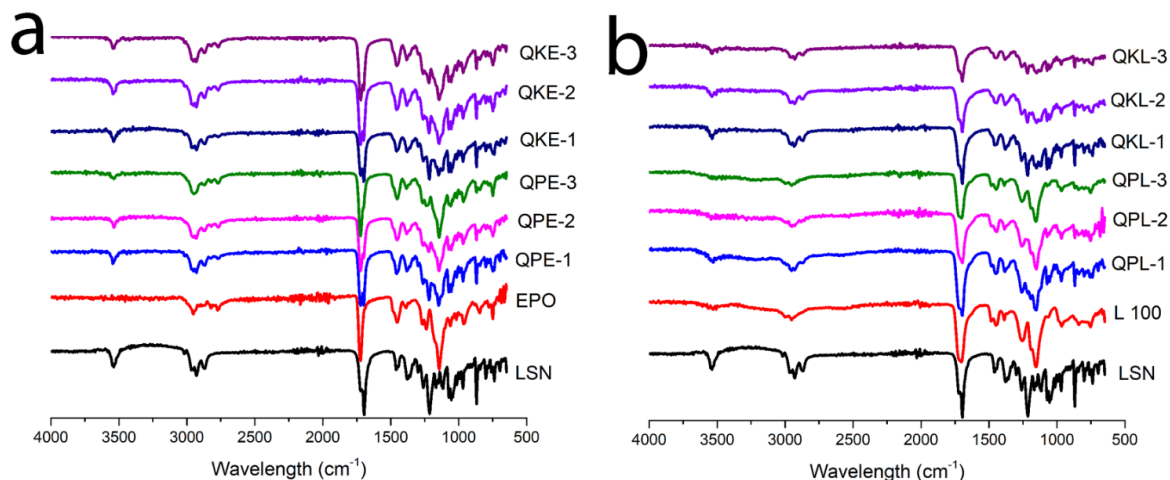 a
QKE-3
QKE-2
QKE-1
QPE-3
QPE-2
QPE-1
EPO
LSN
4000 3500 3000 2500 2000 1500 1000 500
Wavelength (cm-1)
b
QKL-3
QKL-2
QKL-1
QPL-3
QPL-2
QPL-1
L 100
LSN
4000 3500 3000 2500 2000 1500 1000 500
Wavelength (cm-1)